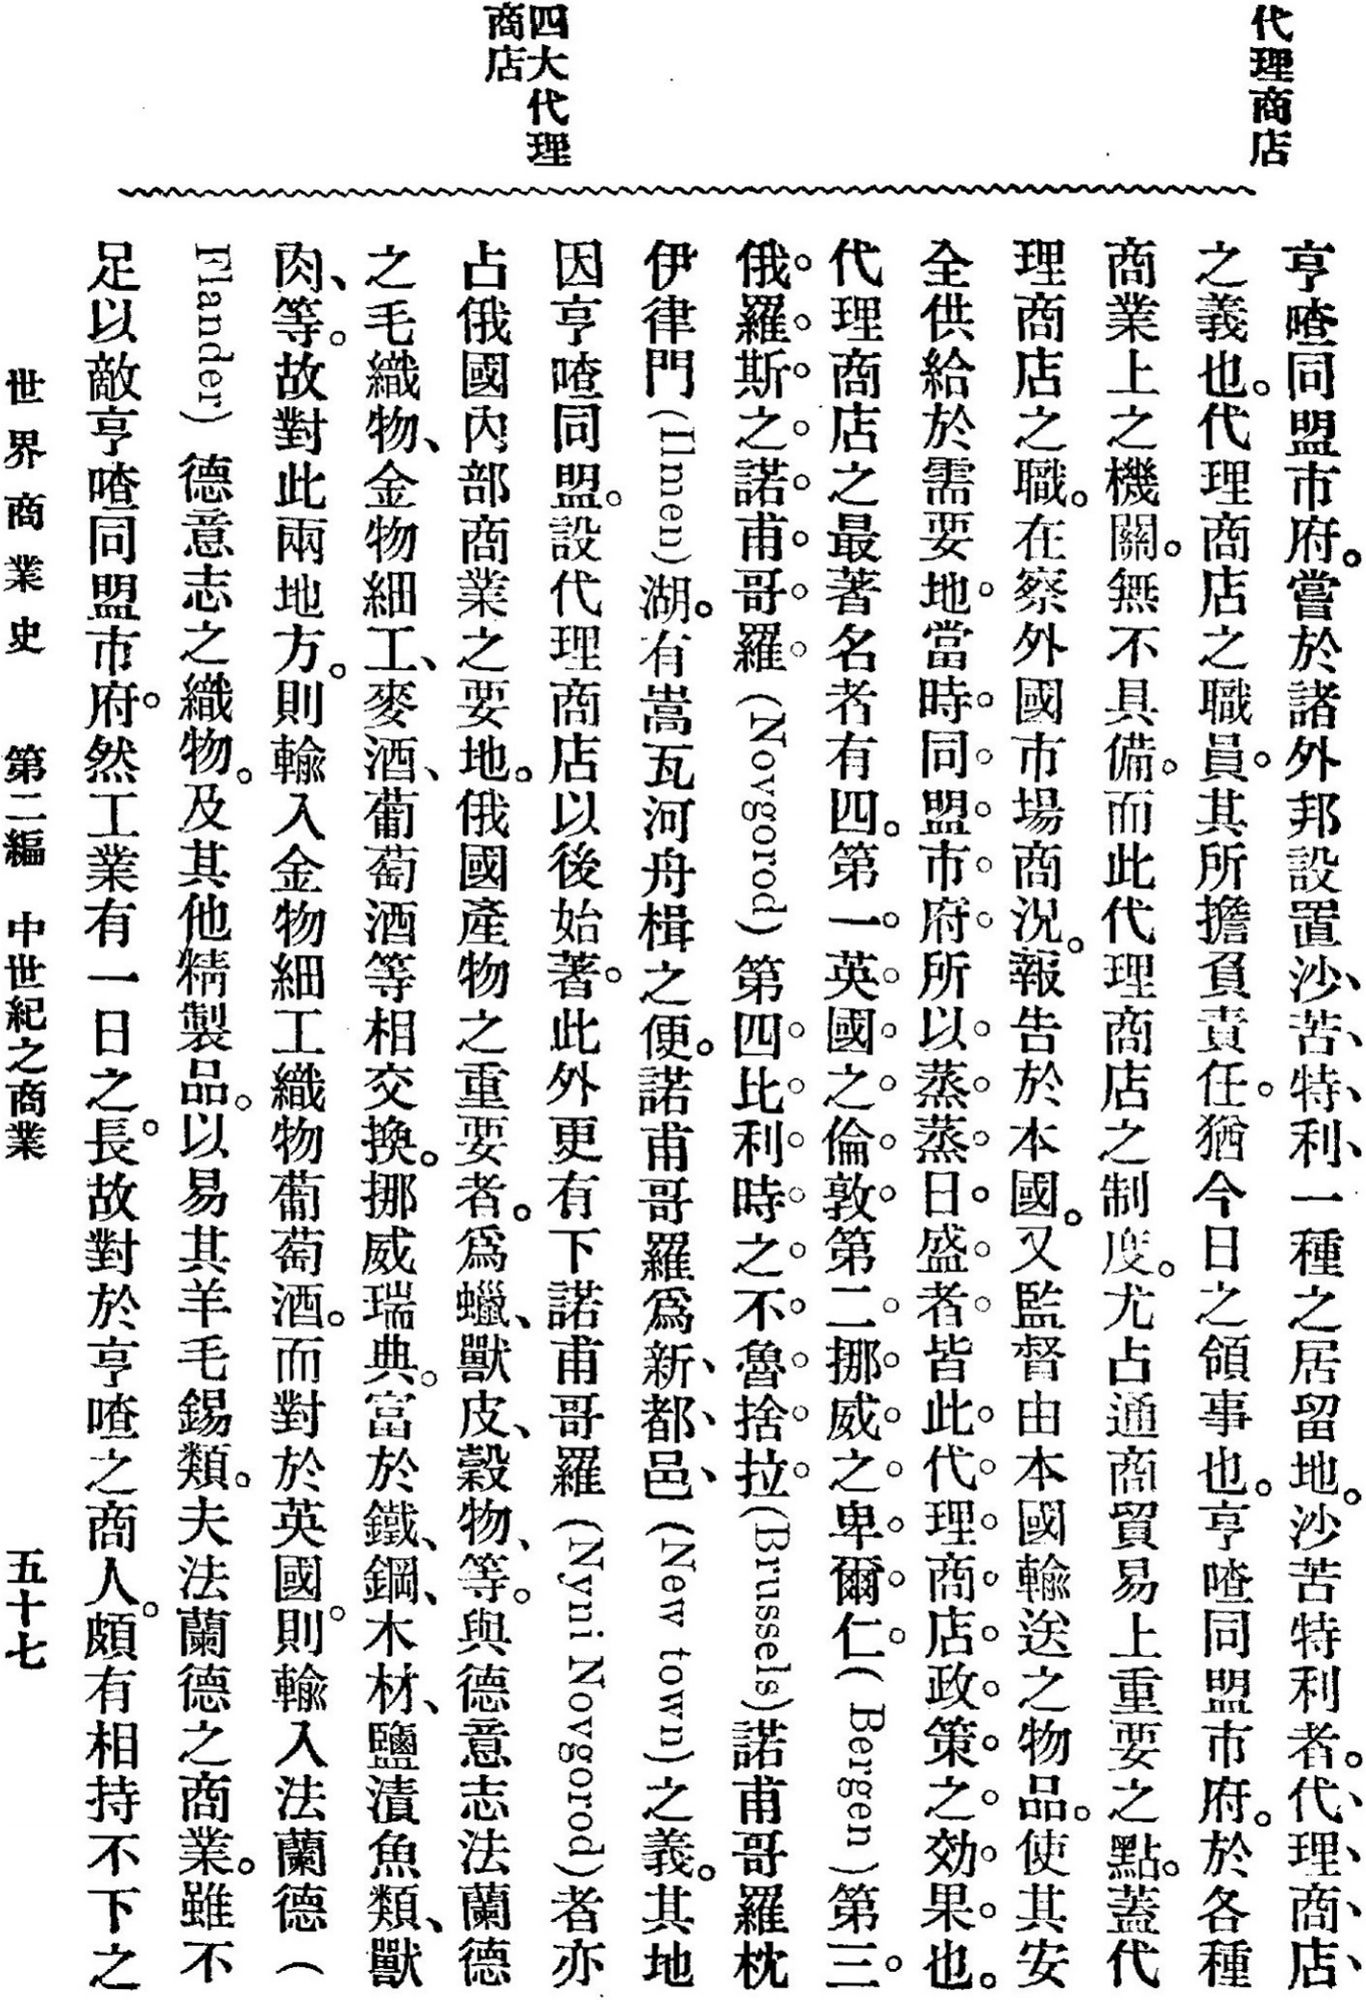 代理商店
四大代理
商店
亨喳同盟市府。嘗於諸外邦設置沙、苦、特、利、一種之居留地。沙苦特利者。代、理、商、店、
之義也。代理商店之職員。其所擔負責任。猶今日之領事也。亨喳同盟市府。於各種
商業上之機關。無不具備。而此代理商店之制度。尤占通商貿易上重要之點。蓋代
理商店之職。在察外國市場商況。報告於本國。又監督由本國輸送之物品。使其安
全供給於需要地。當時同盟市府所以蒸蒸日盛者皆此代理商店政策之効果也。
代理商店之最著名者有四。第一英國之倫敦第二挪威之卑爾仁(Bergen)第三
俄羅斯之諾甫哥羅(Novgorod)第四比利時之不魯捨拉(Brussels)諾甫哥羅枕
伊律門(Ilmen)湖。有嵩瓦河舟楫之便。諾甫哥羅爲新、都、邑、(New town)之義。其地
因亨喳同盟。設代理商店以後始著。此外更有下諾甫哥羅(Nyni Novgorod)者亦
占俄國內部商業之要地。俄國產物之重要者。爲蠟、獸皮、穀物、等。與德意志法蘭德
之毛織物、金物細工、麥酒、葡萄酒等相交換。挪威瑞典。富於鐵、鋼、木材、鹽漬魚類、獸
肉、等。故對此兩地方。則輸入金物細工織物葡萄酒。而對於英國。則輸入法蘭德(
Flander)德意志之織物。及其他精製品。以易其羊毛錫類。夫法蘭德之商業。雖不
足以敵亨喳同盟市府。然工業有一日之長。故對於亨喳之商人。頗有相持不下之
世界商業史　第二編　中世紀之商業　五十七